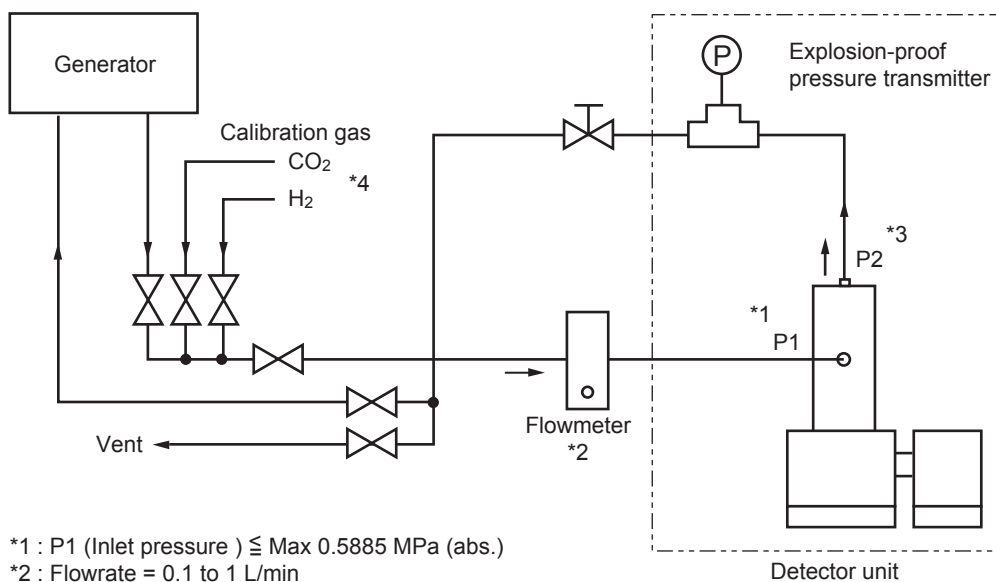 Generator
P
Explosion-proof
pressure transmitter
Calibration gas
CO₂
*4
H₂
*3
P2
*1
P1
Flowmeter
*2
Vent
*1 : P1 (Inlet pressure ) ≦ Max 0.5885 MPa (abs.)
*2 : Flowrate = 0.1 to 1 L/min
Detector unit